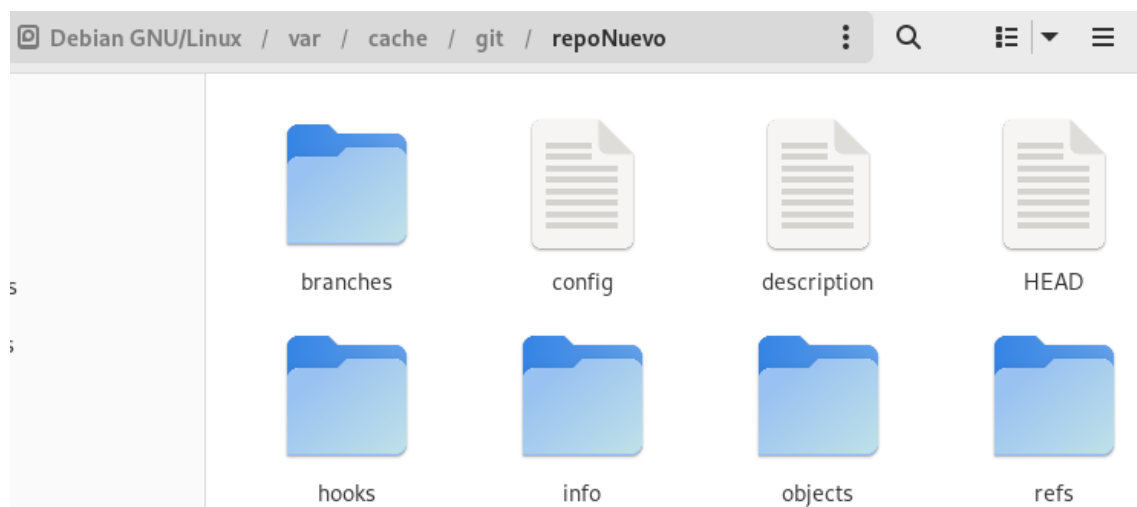 Debian GNU/Linux / var / cache / git / repoNuevo
branches config description HEAD
s
s
hooks info objects refs